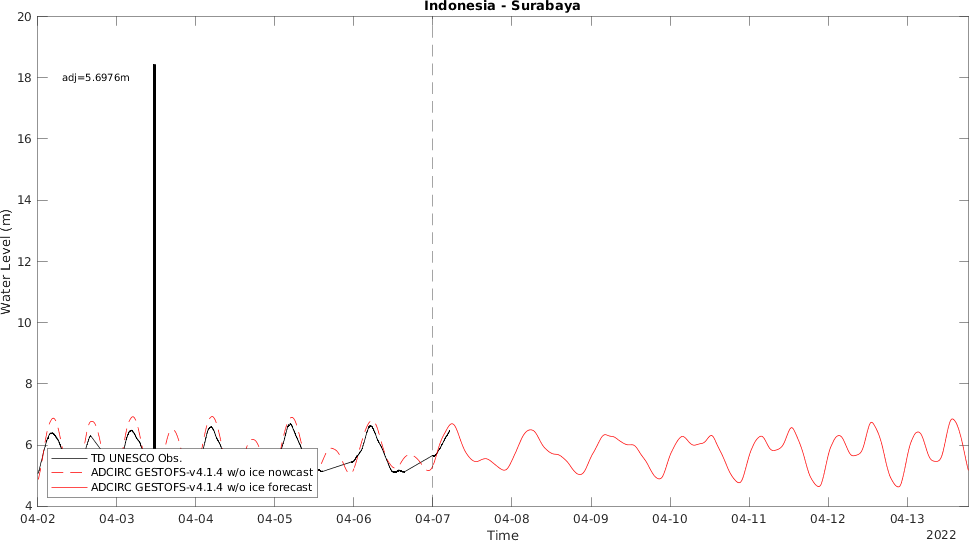 Indonesia - Surabaya
20
18
16
14
12
10
8
6
4
Water Level (m)
adj=5.6976m
TD UNESCO Obs.
ADCIRC GESTOFS-v4.1.4 w/o ice nowcast
ADCIRC GESTOFS-v4.1.4 w/o ice forecast
04-02 04-03 04-04 04-05 04-06 04-07 04-08 04-09 04-10 04-11 04-12 04-13
Time
2022